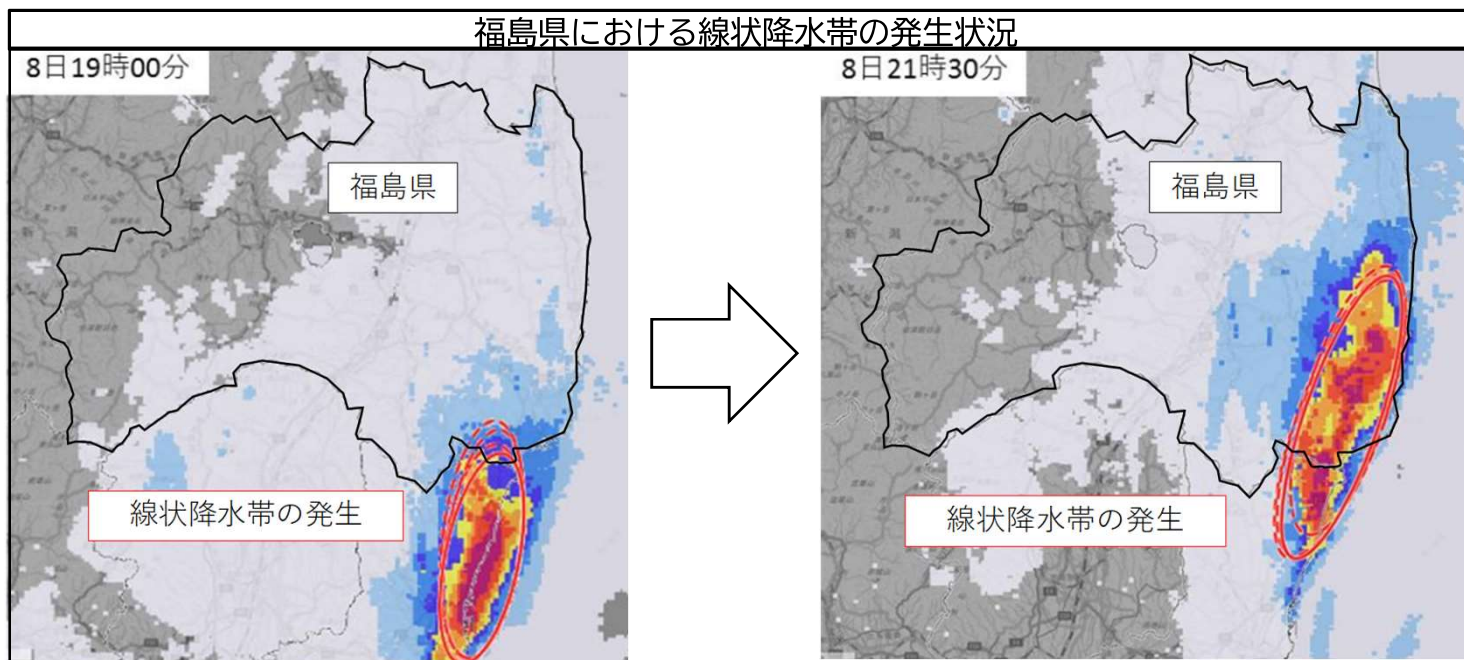 福島県における線状降水帯の発生状況
8日19時00分
福島県
線状降水帯の発生
8日21時30分
福島県
線状降水帯の発生